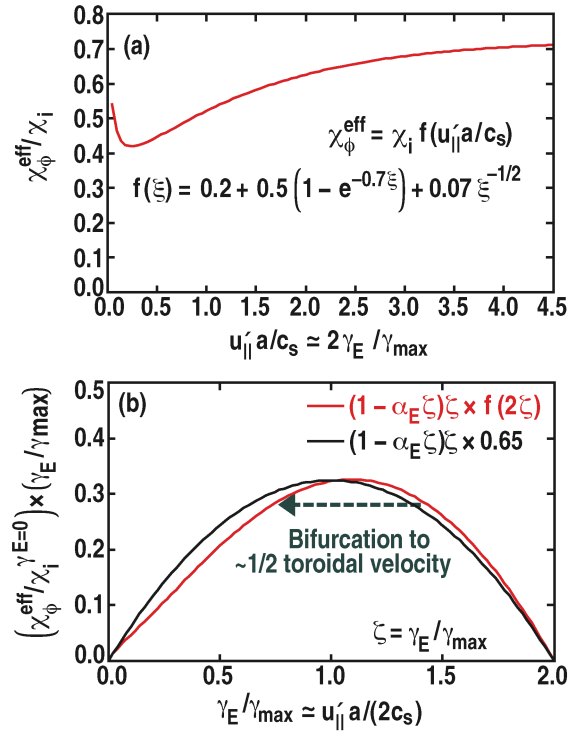 (a)
0.8
0.7
0.6
0.5
0.4
0.3
0.2
0.1
0.0
χ_ϕ^eff/χ_i
χ_ϕ^eff = χ_i f(u′_|| a/c_s)
f(ξ) = 0.2 + 0.5 (1 – e^–0.7ξ) + 0.07 ξ^–1/2
0.0 0.5 1.0 1.5 2.0 2.5 3.0 3.5 4.0 4.5
u′_|| a/c_s ≃ 2γ_E /γ_max
(b)
0.5
0.4
0.3
0.2
0.1
0.0
(χ_ϕ^eff/χ_i^γE=0)×(γ_E/γmax)
(1 – α_E ζ)ζ × f (2ζ)
(1 – α_E ζ)ζ × 0.65
Bifurcation to
~1/2 toroidal velocity
ζ = γ_E/γ_max
0.0 0.5 1.0 1.5 2.0
γ_E/γ_max ≃ u′_|| a/(2c_s)